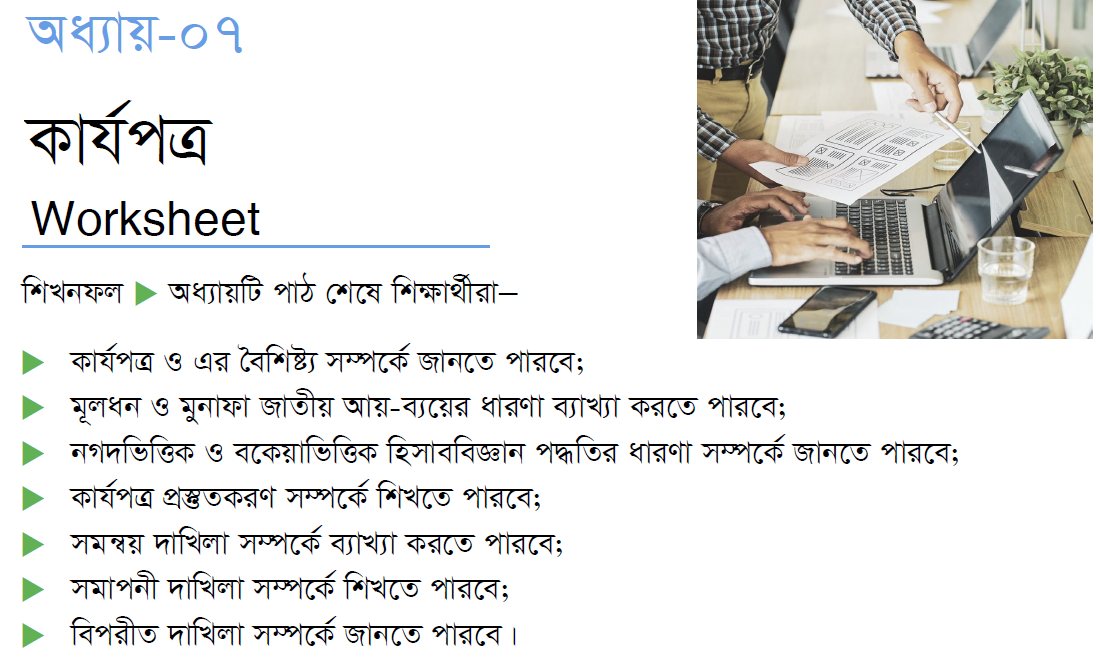 অধ্যায়-০৭
কার্যপত্র
Worksheet
শিখনফল ▶ অধ্যায়টি পাঠ শেষে শিক্ষার্থীরা–
▶ কার্যপত্র ও এর বৈশিষ্ট্য সম্পর্কে জানতে পারবে;
▶ মূলধন ও মুনাফা জাতীয় আয়-ব্যয়ের ধারণা ব্যাখ্যা করতে পারবে;
▶ নগদভিত্তিক ও বকেয়াভিত্তিক হিসাববিজ্ঞান পদ্ধতির ধারণা সম্পর্কে জানতে পারবে;
▶ কার্যপত্র প্রস্তুতকরণ সম্পর্কে শিখতে পারবে;
▶ সমন্বয় দাখিলা সম্পর্কে ব্যাখ্যা করতে পারবে;
▶ সমাপনী দাখিলা সম্পর্কে শিখতে পারবে;
▶ বিপরীত দাখিলা সম্পর্কে জানতে পারবে।